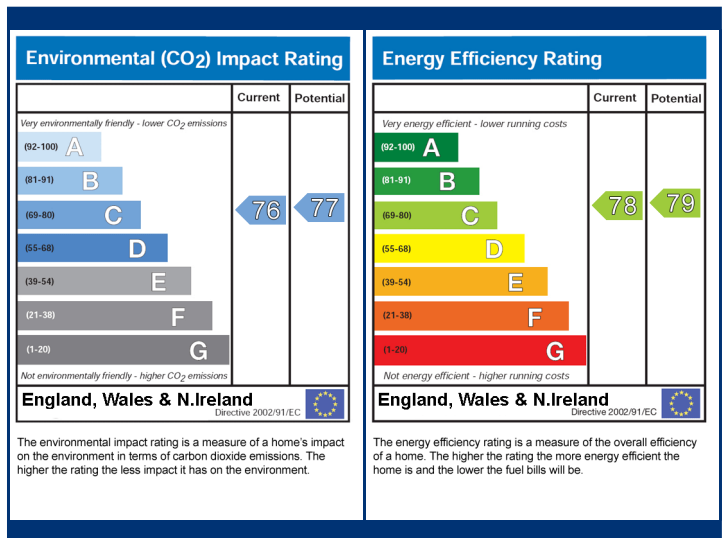 Environmental (CO2) Impact Rating
Current Potential
Very environmentally friendly - lower CO2 emissions
(92-100) A
(81-91) B
(69-80) C
76 77
(55-68) D
(39-54) E
(21-38) F
(1-20) G
Not environmentally friendly - higher CO2 emissions
England, Wales & N.Ireland
Directive 2002/91/EC
The environmental impact rating is a measure of a home's impact
on the environment in terms of carbon dioxide emissions. The
higher the rating the less impact it has on the environment.
Energy Efficiency Rating
Current Potential
Very energy efficient - lower running costs
(92-100) A
(81-91) B
(69-80) C
78 79
(55-68) D
(39-54) E
(21-38) F
(1-20) G
Not energy efficient - higher running costs
England, Wales & N.Ireland
Directive 2002/91/EC
The energy efficiency rating is a measure of the overall efficiency
of a home. The higher the rating the more energy efficient the
home is and the lower the fuel bills will be.